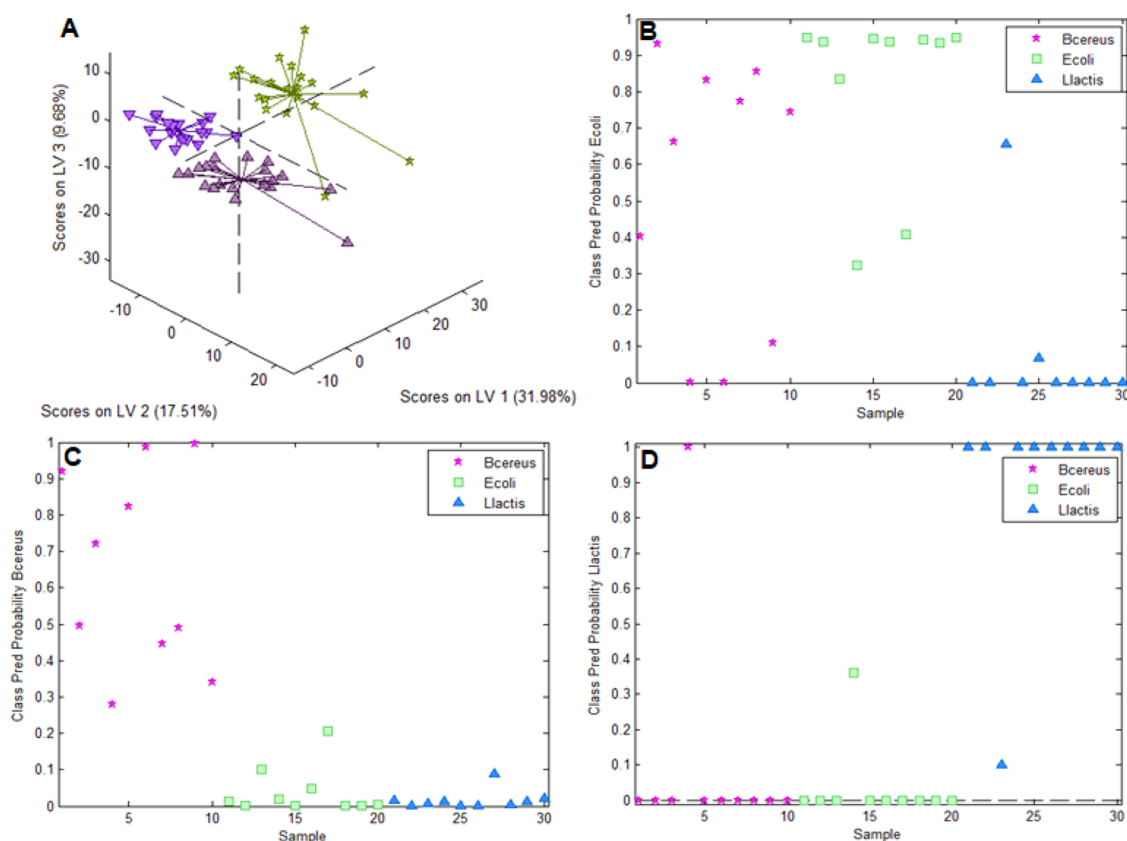 A
Scores on LV 3 (9.68%)
10
0
-10
-20
-30
-10
0
10
20
-10
0
10
20
30
Scores on LV 2 (17.51%)
Scores on LV 1 (31.98%)
B
Class Pred Probability Ecoli
1
0.9
0.8
0.7
0.6
0.5
0.4
0.3
0.2
0.1
0
5
10
15
20
25
30
Sample
Bcereus
Ecoli
Llactis
C
Class Pred Probability Bcereus
1
0.9
0.8
0.7
0.6
0.5
0.4
0.3
0.2
0.1
0
5
10
15
20
25
30
Sample
Bcereus
Ecoli
Llactis
D
Class Pred Probability Llactis
1
0.9
0.8
0.7
0.6
0.5
0.4
0.3
0.2
0.1
0
5
10
15
20
25
30
Sample
Bcereus
Ecoli
Llactis